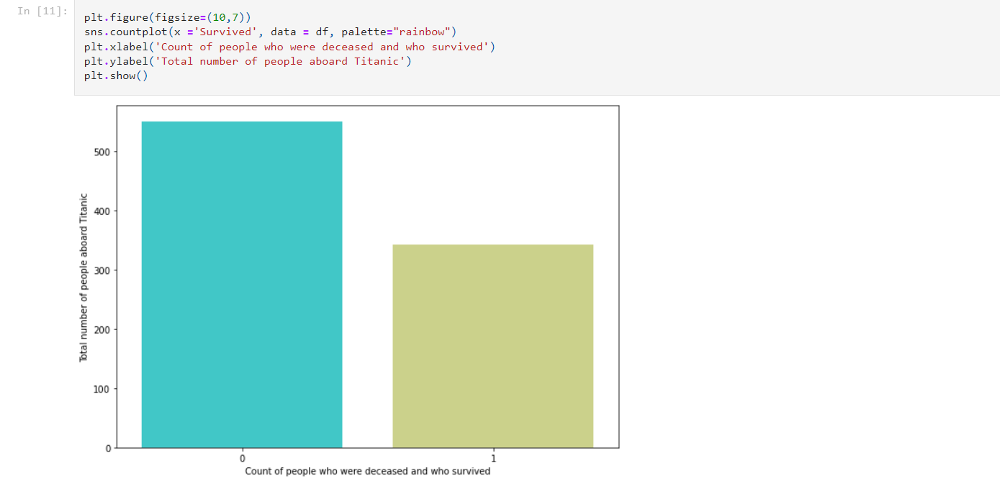 In [11]:
plt.figure(figsize=(10,7))
sns.countplot(x ='Survived', data = df, palette="rainbow")
plt.xlabel('Count of people who were deceased and who survived')
plt.ylabel('Total number of people aboard Titanic')
plt.show()
Total number of people aboard Titanic
500
400
300
200
100
0
0 1
Count of people who were deceased and who survived